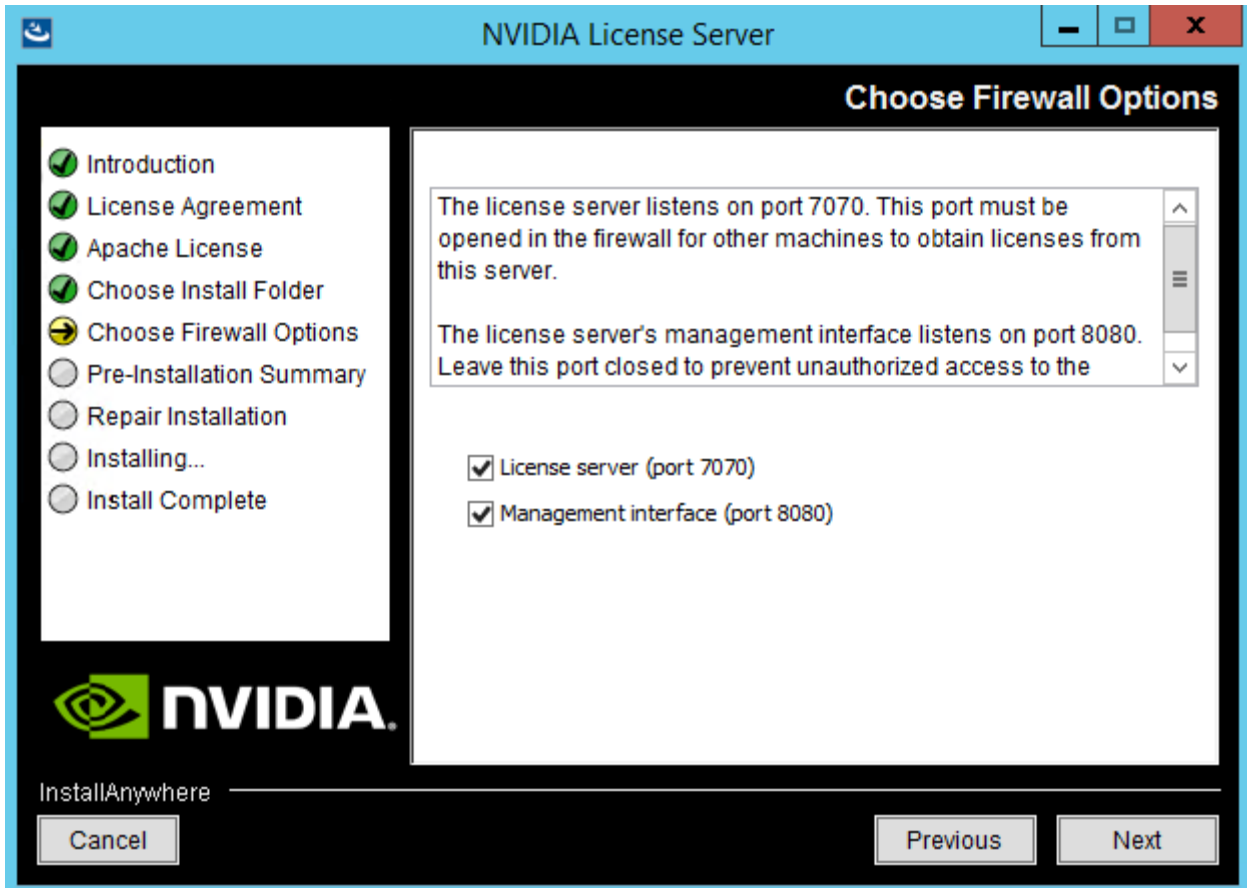 NVIDIA License Server
Choose Firewall Options
Introduction
License Agreement
Apache License
Choose Install Folder
Choose Firewall Options
Pre-Installation Summary
Repair Installation
Installing...
Install Complete
The license server listens on port 7070. This port must be
opened in the firewall for other machines to obtain licenses from
this server.
The license server's management interface listens on port 8080.
Leave this port closed to prevent unauthorized access to the
License server (port 7070)
Management interface (port 8080)
NVIDIA.
InstallAnywhere
Cancel
Previous
Next